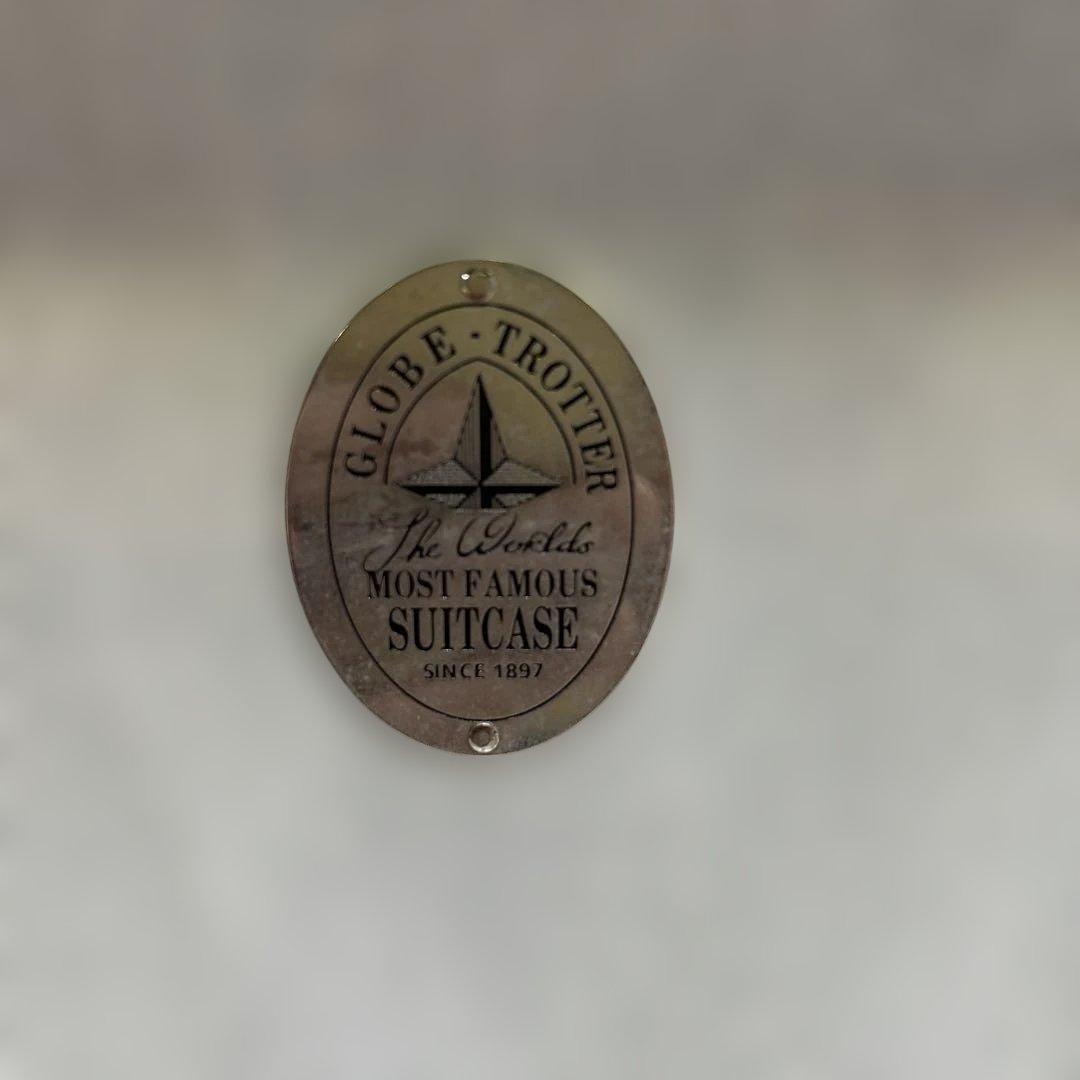 GLOBE · TROTTER
The Worlds
MOST FAMOUS
SUITCASE
SINCE 1897